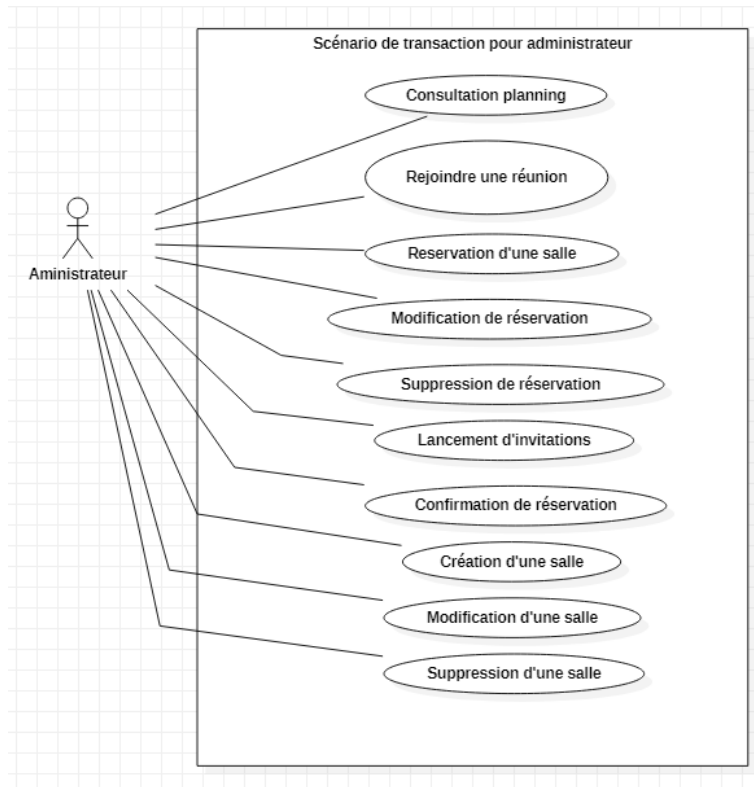 Scénario de transaction pour administrateur
Consultation planning
Rejoindre une réunion
Reservation d'une salle
Aministrateur
Modification de réservation
Suppression de réservation
Lancement d'invitations
Confirmation de réservation
Création d'une salle
Modification d'une salle
Suppression d'une salle